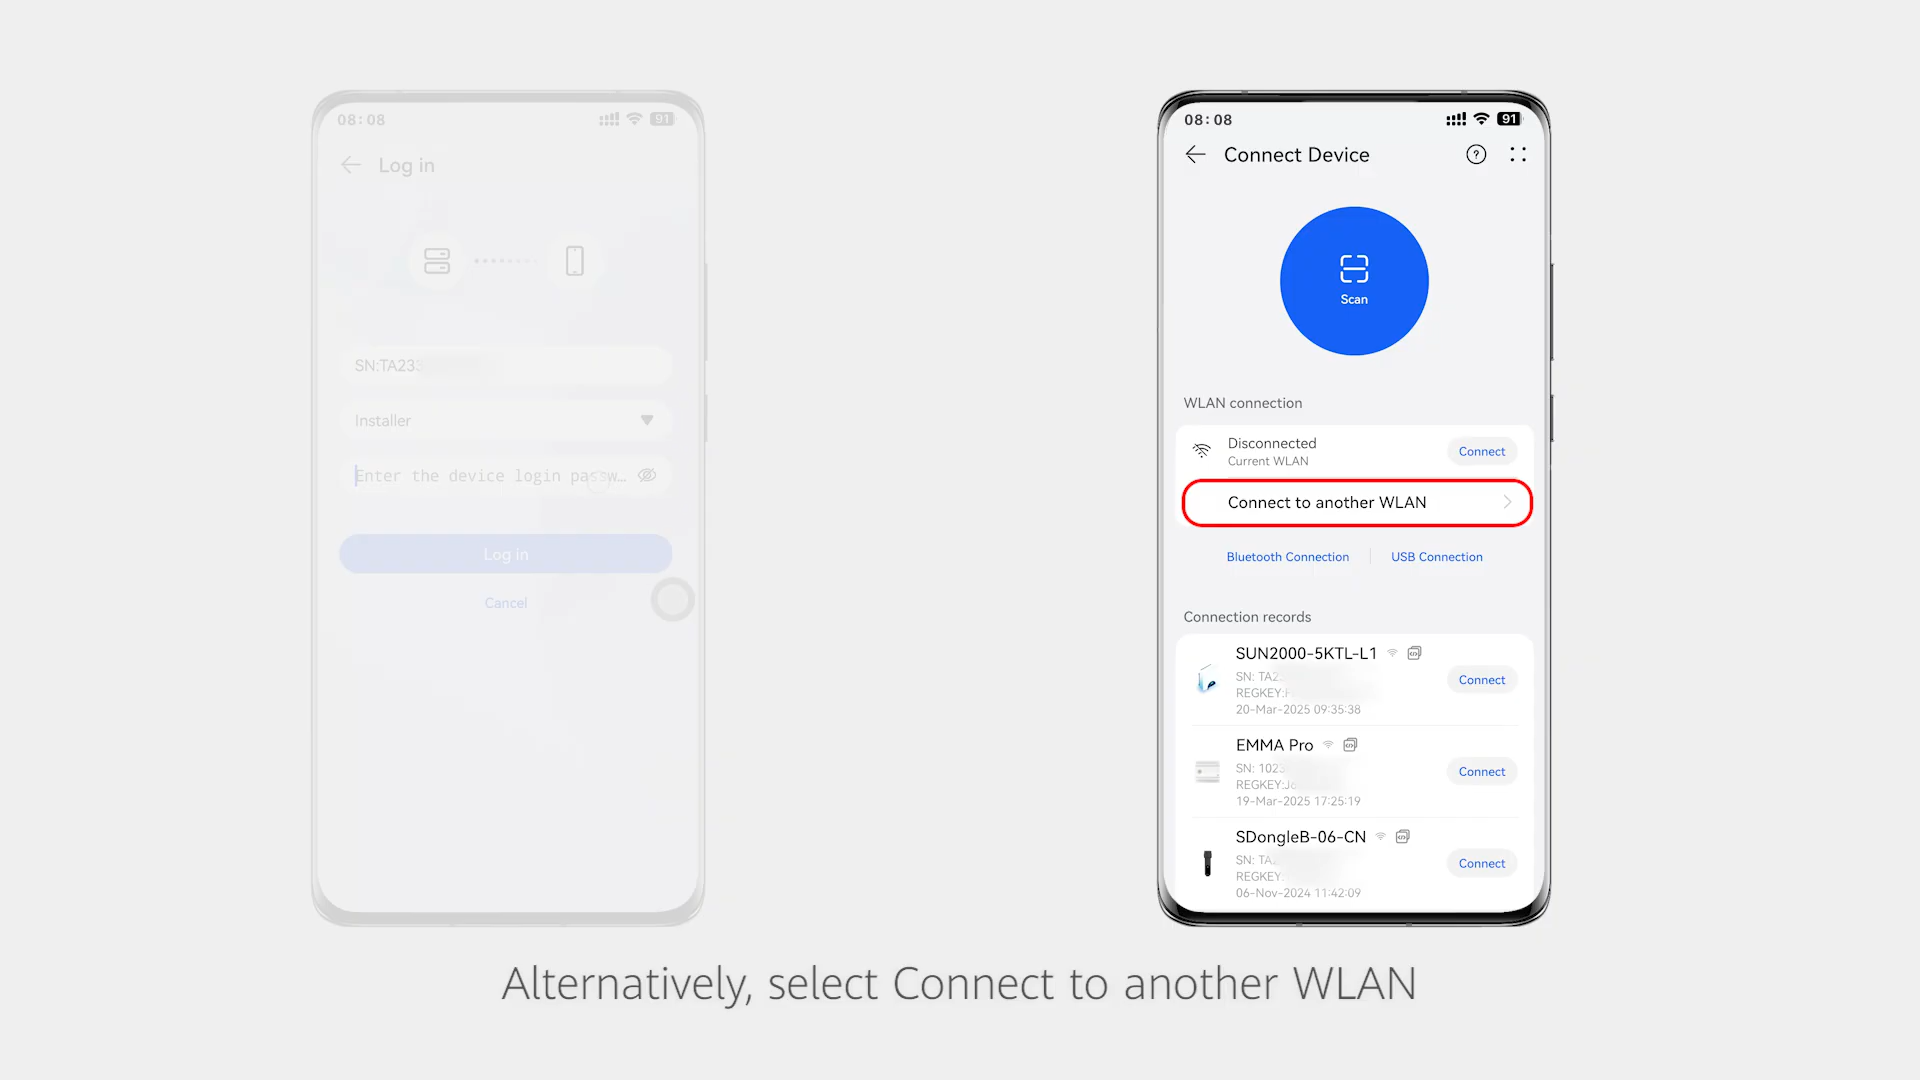 08:08
91
Log in
SN:TA233
Installer
Enter the device login passw...
Log in
Cancel
08:08
91
Connect Device
Scan
WLAN connection
Disconnected
Current WLAN
Connect
Connect to another WLAN
Bluetooth Connection
USB Connection
Connection records
SUN2000-5KTL-L1
SN: TA2
REGKEY:
20-Mar-2025 09:35:38
Connect
EMMA Pro
SN: 1023
REGKEY:J
19-Mar-2025 17:25:19
Connect
SDongleB-06-CN
SN: TA
REGKEY:
06-Nov-2024 11:42:09
Connect
Alternatively, select Connect to another WLAN